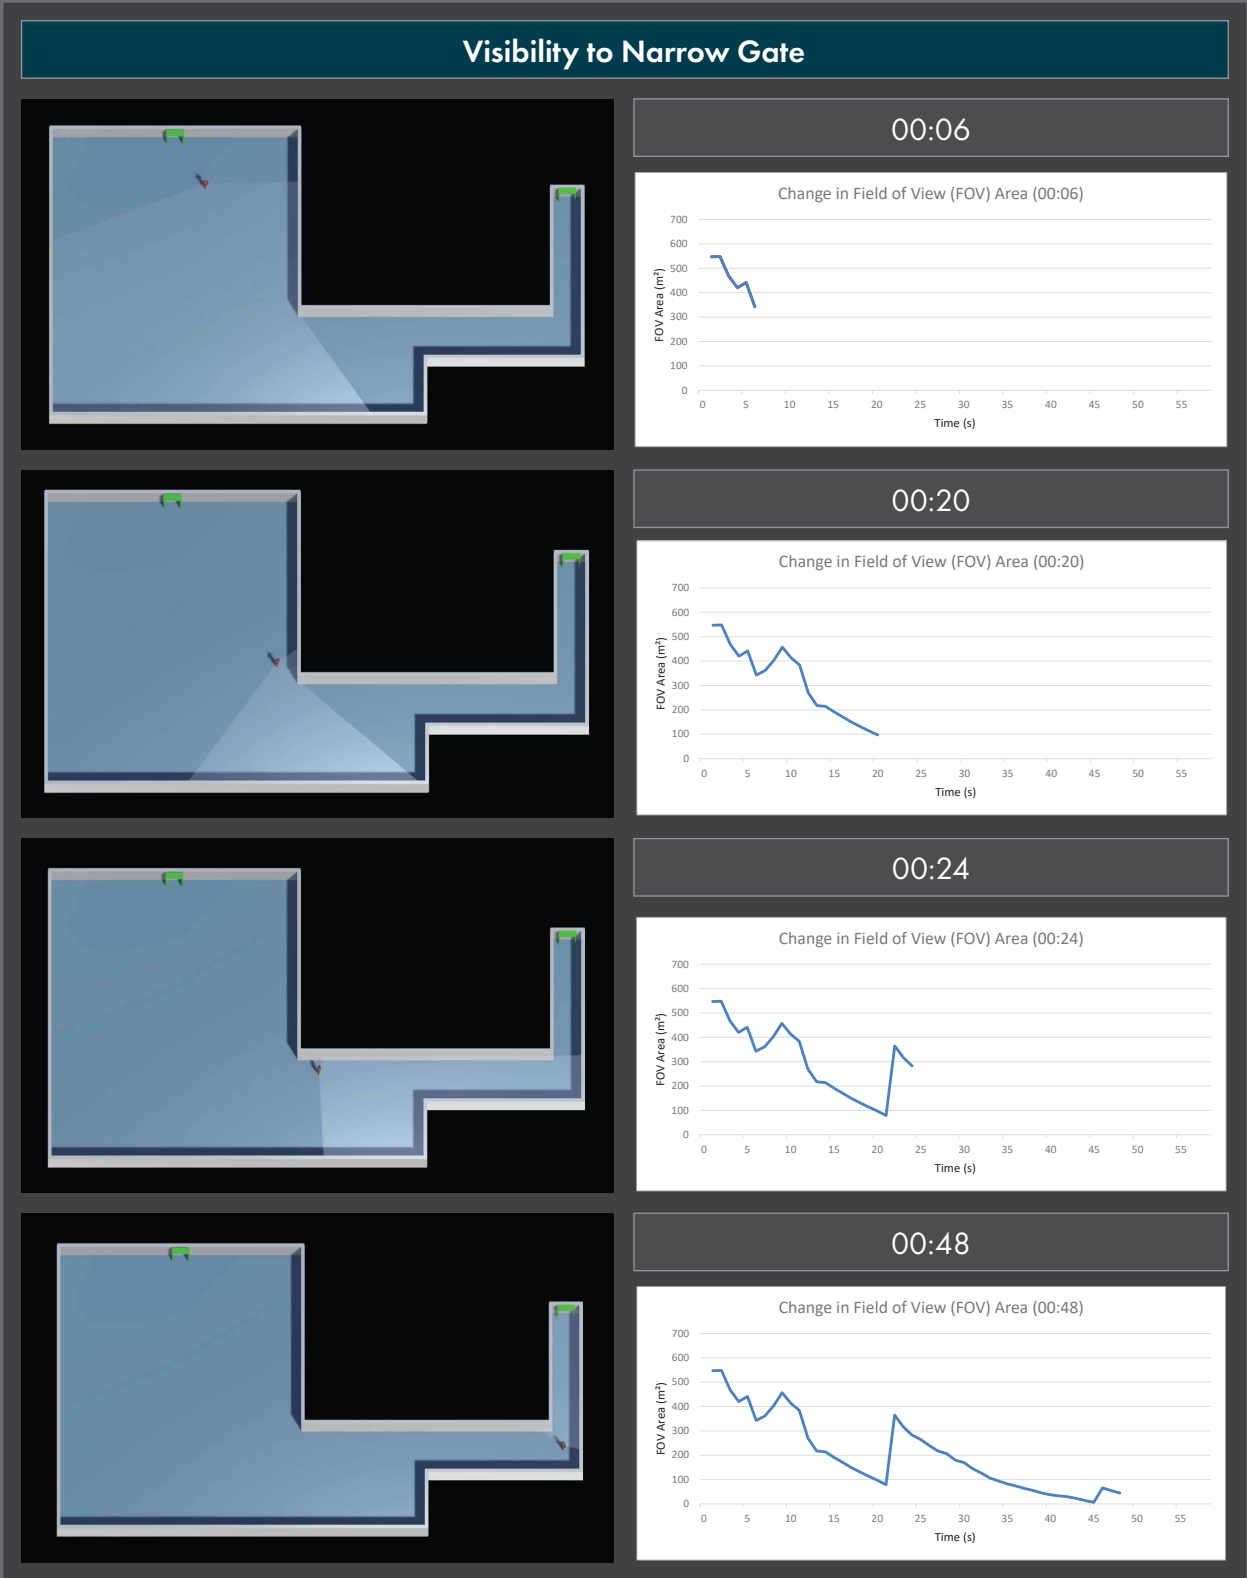 Visibility to Narrow Gate
00:06
Change in Field of View (FOV) Area (00:06)
700
600
500
400
300
200
100
0
FOV Area (m²)
0 5 10 15 20 25 30 35 40 45 50 55
Time (s)
00:20
Change in Field of View (FOV) Area (00:20)
700
600
500
400
300
200
100
0
FOV Area (m²)
0 5 10 15 20 25 30 35 40 45 50 55
Time (s)
00:24
Change in Field of View (FOV) Area (00:24)
700
600
500
400
300
200
100
0
FOV Area (m²)
0 5 10 15 20 25 30 35 40 45 50 55
Time (s)
00:48
Change in Field of View (FOV) Area (00:48)
700
600
500
400
300
200
100
0
FOV Area (m²)
0 5 10 15 20 25 30 35 40 45 50 55
Time (s)